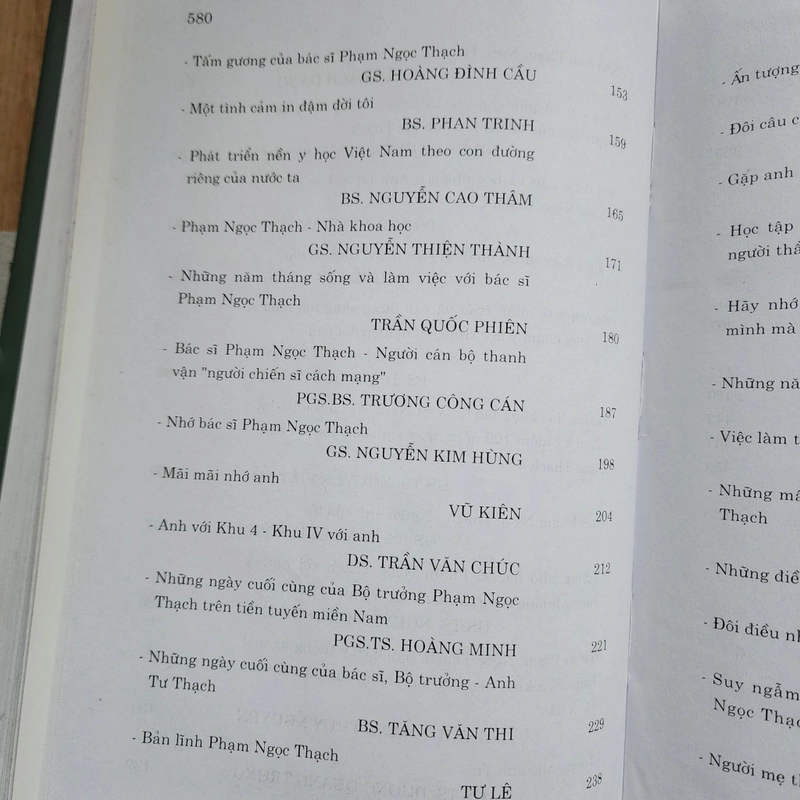 580
- Tấm gương của bác sĩ Phạm Ngọc Thạch
GS. HOÀNG ĐÌNH CẦU 153
- Một tình cảm in đậm đời tôi
BS. PHAN TRINH 159
- Phát triển nền y học Việt Nam theo con đường
riêng của nước ta
BS. NGUYỄN CAO THÂM 165
- Phạm Ngọc Thạch - Nhà khoa học
GS. NGUYỄN THIỆN THÀNH 171
- Những năm tháng sống và làm việc với bác sĩ
Phạm Ngọc Thạch
TRẦN QUỐC PHIÊN 180
- Bác sĩ Phạm Ngọc Thạch - Người cán bộ thanh
vận "người chiến sĩ cách mạng"
PGS.BS. TRƯƠNG CÔNG CÁN 187
- Nhớ bác sĩ Phạm Ngọc Thạch
GS. NGUYỄN KIM HÙNG 198
- Mãi mãi nhớ anh
VŨ KIÊN 204
- Anh với Khu 4 - Khu IV với anh
DS. TRẦN VĂN CHÚC 212
- Những ngày cuối cùng của Bộ trưởng Phạm Ngọc
Thạch trên tiền tuyến miền Nam
PGS.TS. HOÀNG MINH 221
- Những ngày cuối cùng của bác sĩ, Bộ trưởng - Anh
Tư Thạch
BS. TĂNG VĂN THI 229
- Bản lĩnh Phạm Ngọc Thạch
TƯ LÊ 238
- Ấn tượng
- Đôi câu c
- Gặp anh
- Học tập
người thầ
- Hãy nhớ
mình mà
- Những nă
- Việc làm t
- Những mẩ
Thạch
- Những điề
- Đôi điều nh
- Suy ngẫm
Ngọc Thạc
- Người mẹ t